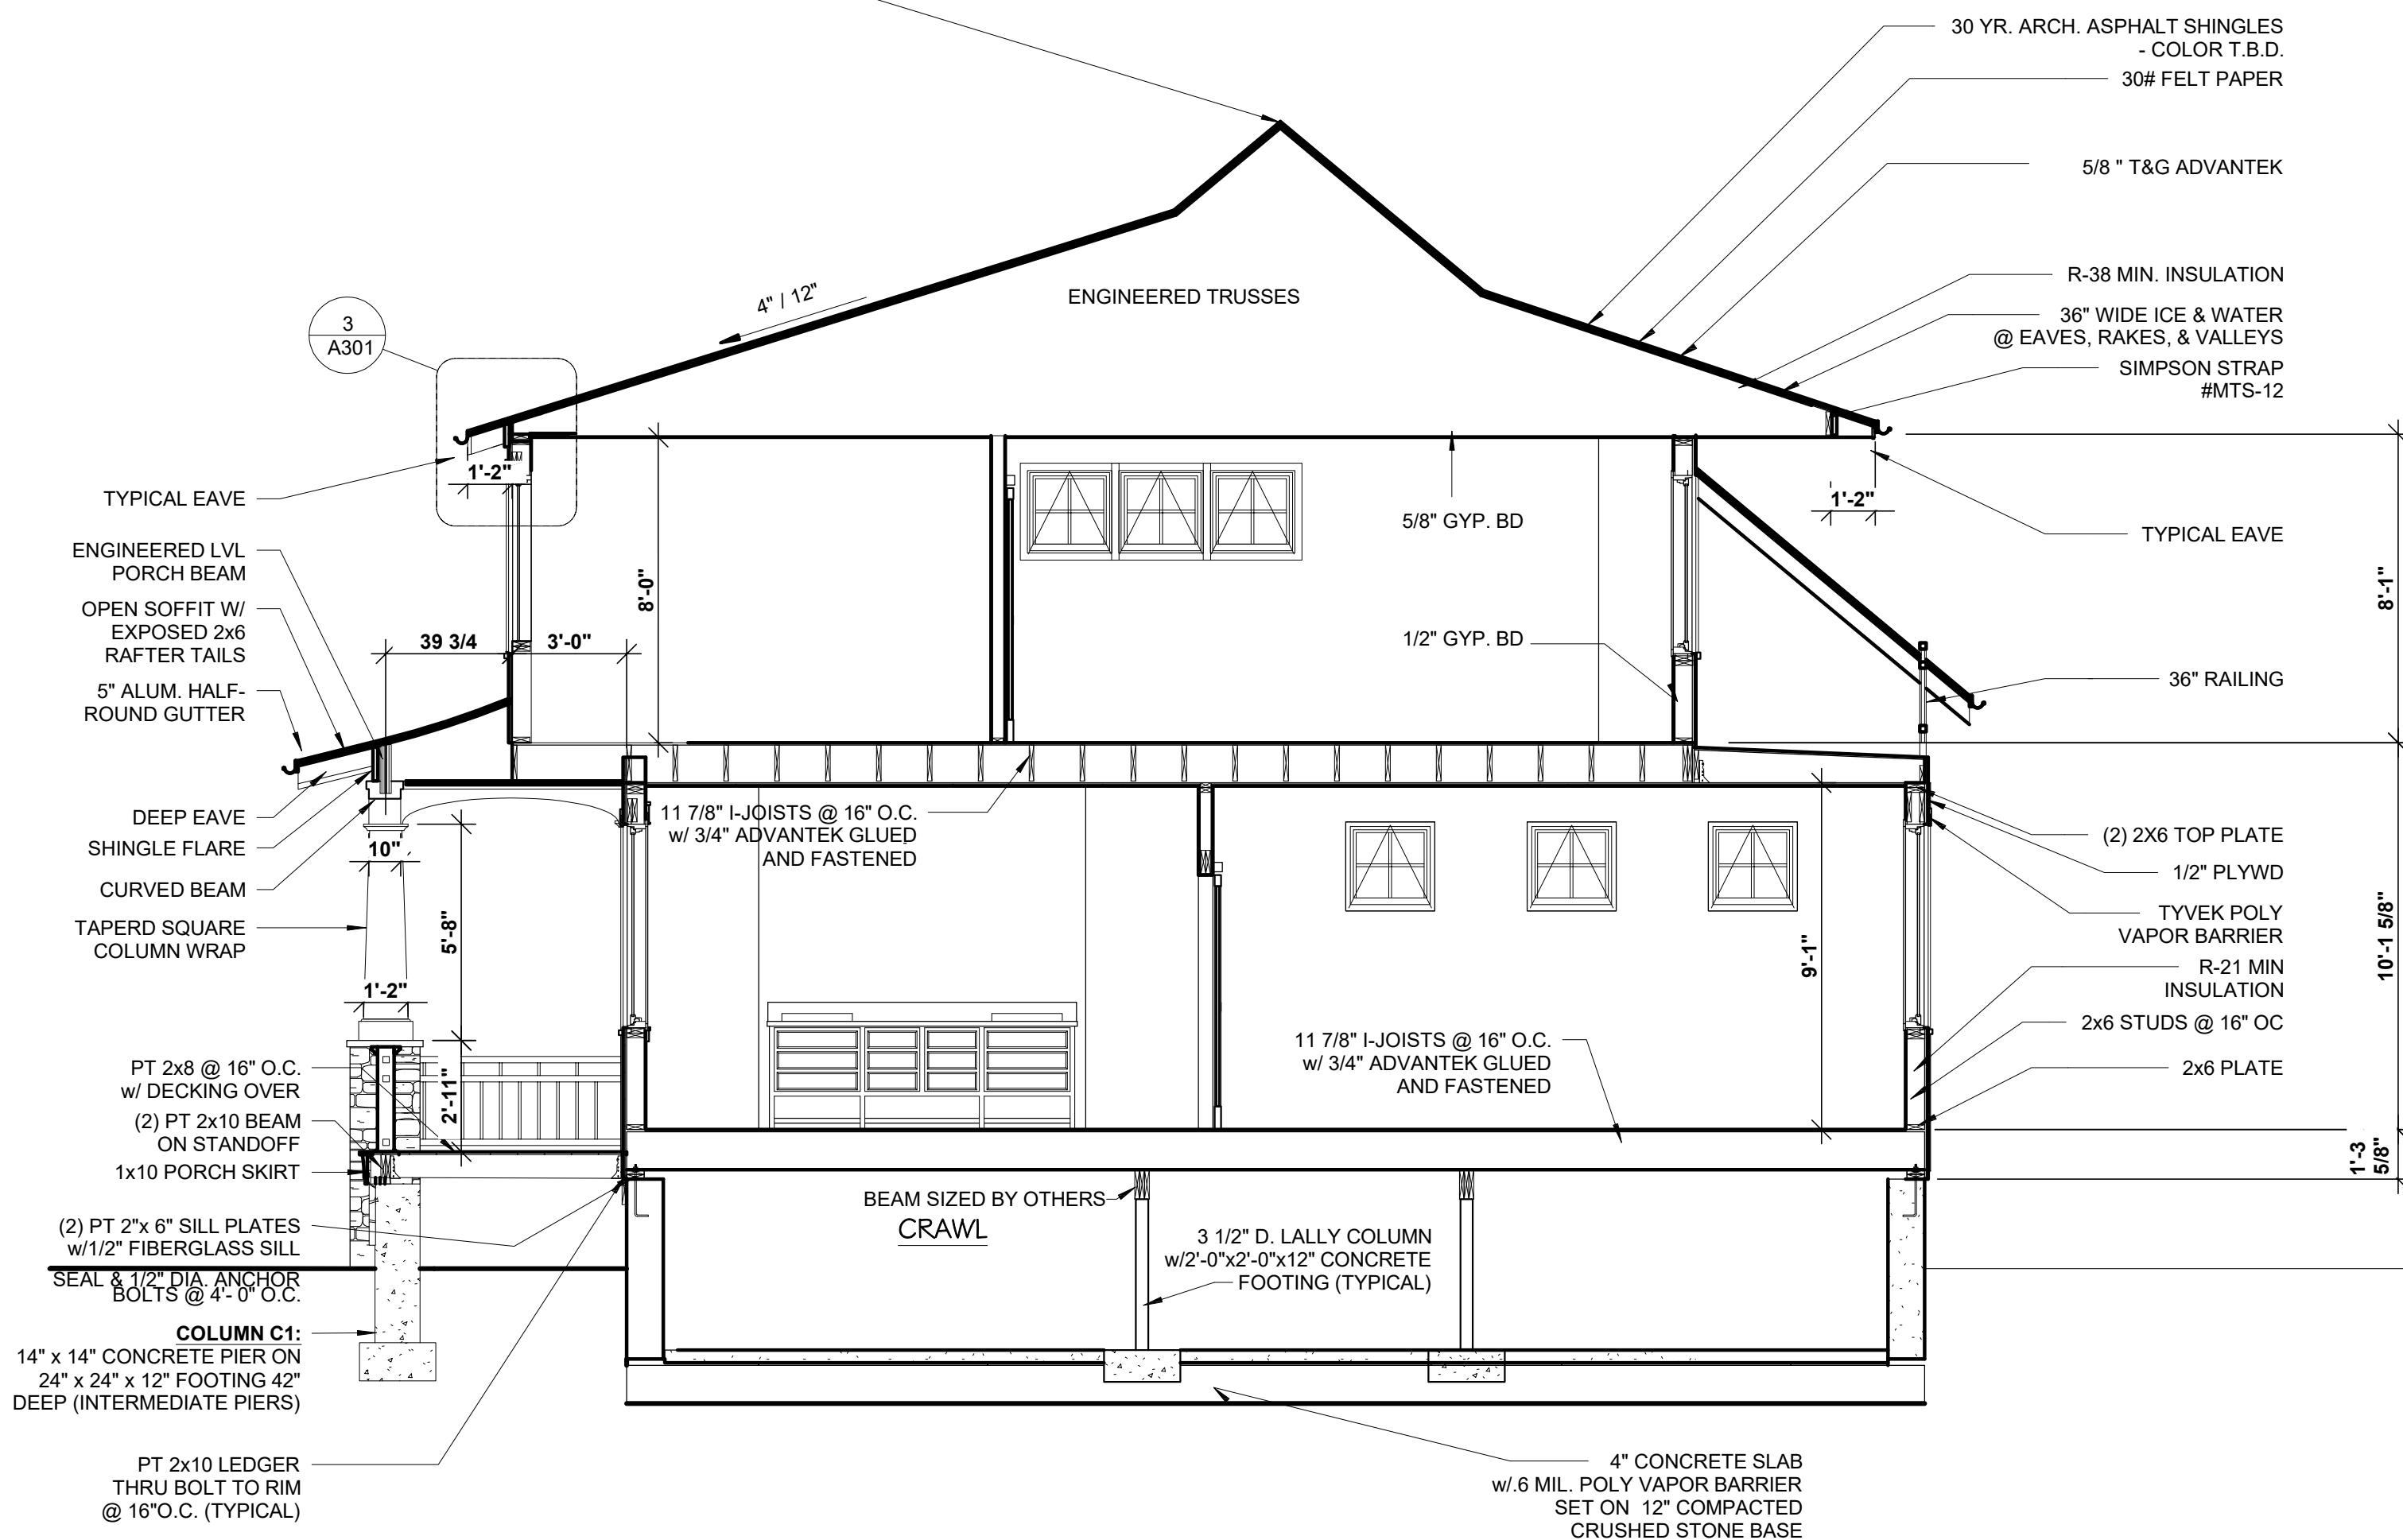 30 YR. ARCH. ASPHALT SHINGLES
- COLOR T.B.D.
30# FELT PAPER
5/8 " T&G ADVANTEK
R-38 MIN. INSULATION
36" WIDE ICE & WATER
@ EAVES, RAKES, & VALLEYS
SIMPSON STRAP
#MTS-12
4" / 12"
ENGINEERED TRUSSES
3
A301
1'-2"
TYPICAL EAVE
ENGINEERED LVL
PORCH BEAM
OPEN SOFFIT W/
EXPOSED 2x6
RAFTER TAILS
5" ALUM. HALF-
ROUND GUTTER
39 3/4
3'-0"
8'-0"
5/8" GYP. BD
1/2" GYP. BD
1'-2"
TYPICAL EAVE
8'-1"
36" RAILING
DEEP EAVE
SHINGLE FLARE
CURVED BEAM
TAPERD SQUARE
COLUMN WRAP
10"
5'-8"
1'-2"
11 7/8" I-JOISTS @ 16" O.C.
w/ 3/4" ADVANTEK GLUED
AND FASTENED
(2) 2X6 TOP PLATE
1/2" PLYWD
TYVEK POLY
VAPOR BARRIER
R-21 MIN
INSULATION
2x6 STUDS @ 16" OC
2x6 PLATE
9'-1"
10'-1 5/8"
11 7/8" I-JOISTS @ 16" O.C.
w/ 3/4" ADVANTEK GLUED
AND FASTENED
PT 2x8 @ 16" O.C.
w/ DECKING OVER
(2) PT 2x10 BEAM
ON STANDOFF
1x10 PORCH SKIRT
2'-11"
1'-3
5/8"
(2) PT 2"x 6" SILL PLATES
w/1/2" FIBERGLASS SILL
SEAL & 1/2" DIA. ANCHOR
BOLTS @ 4'- 0" O.C.
BEAM SIZED BY OTHERS
CRAWL
3 1/2" D. LALLY COLUMN
w/2'-0"x2'-0"x12" CONCRETE
FOOTING (TYPICAL)
COLUMN C1:
14" x 14" CONCRETE PIER ON
24" x 24" x 12" FOOTING 42"
DEEP (INTERMEDIATE PIERS)
PT 2x10 LEDGER
THRU BOLT TO RIM
@ 16"O.C. (TYPICAL)
4" CONCRETE SLAB
w/.6 MIL. POLY VAPOR BARRIER
SET ON 12" COMPACTED
CRUSHED STONE BASE